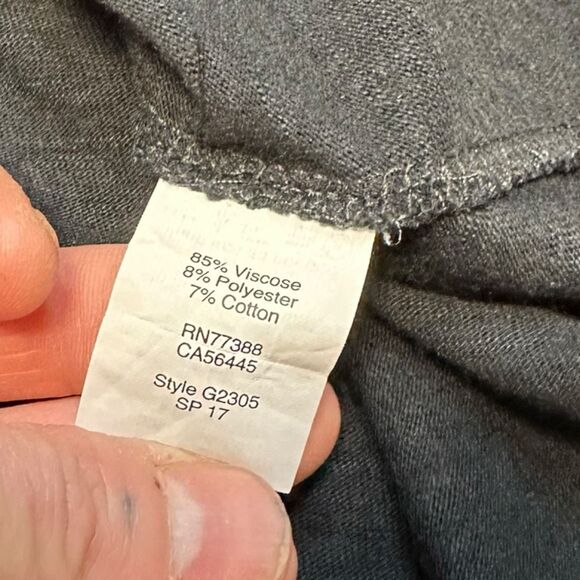 85% Viscose
8% Polyester
7% Cotton
RN77388
CA56445
Style G2305
SP 17